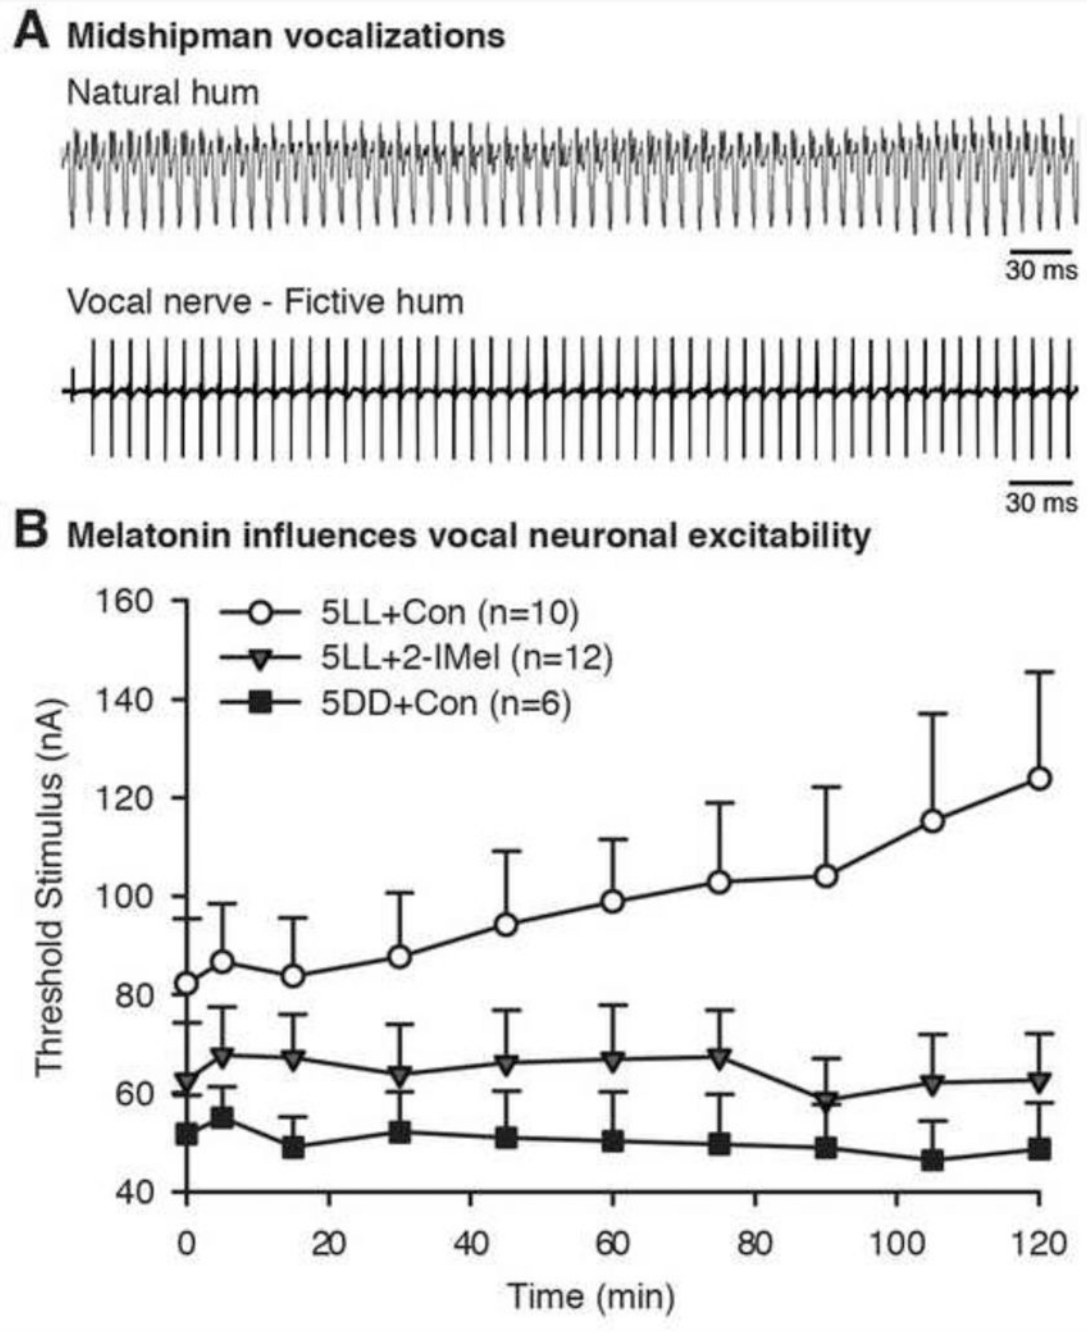 A Midshipman vocalizations
Natural hum
30 ms
Vocal nerve - Fictive hum
30 ms
B Melatonin influences vocal neuronal excitability
5LL+Con (n=10)
5LL+2-IMel (n=12)
5DD+Con (n=6)
Threshold Stimulus (nA)
160
140
120
100
80
60
40
0 20 40 60 80 100 120
Time (min)